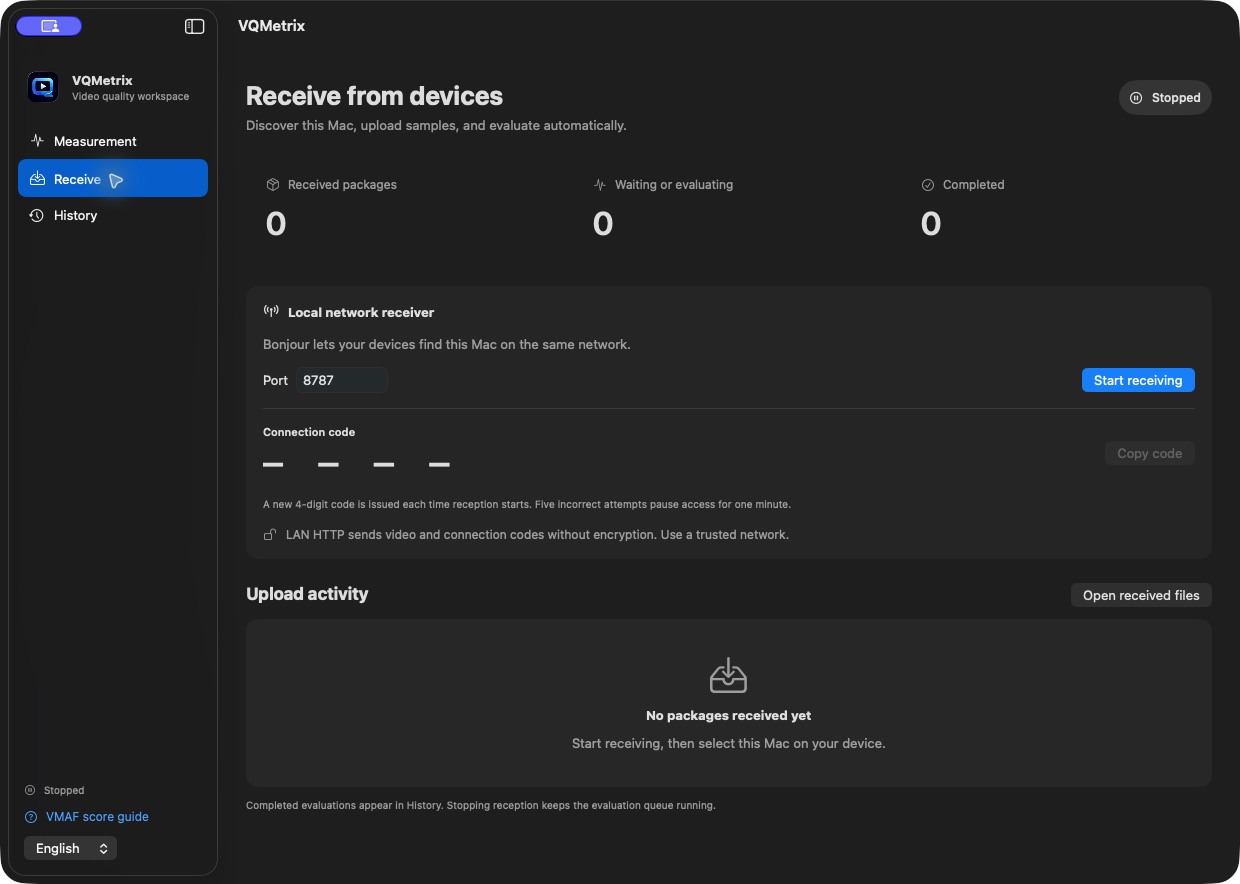 VQMetrix
VQMetrix
Video quality workspace
Measurement
Receive
History
Receive from devices
Stopped
Discover this Mac, upload samples, and evaluate automatically.
Received packages
Waiting or evaluating
Completed
0
0
0
Local network receiver
Bonjour lets your devices find this Mac on the same network.
Port
8787
Start receiving
Connection code
— — — —
Copy code
A new 4-digit code is issued each time reception starts. Five incorrect attempts pause access for one minute.
LAN HTTP sends video and connection codes without encryption. Use a trusted network.
Upload activity
Open received files
No packages received yet
Start receiving, then select this Mac on your device.
Completed evaluations appear in History. Stopping reception keeps the evaluation queue running.
Stopped
VMAF score guide
English